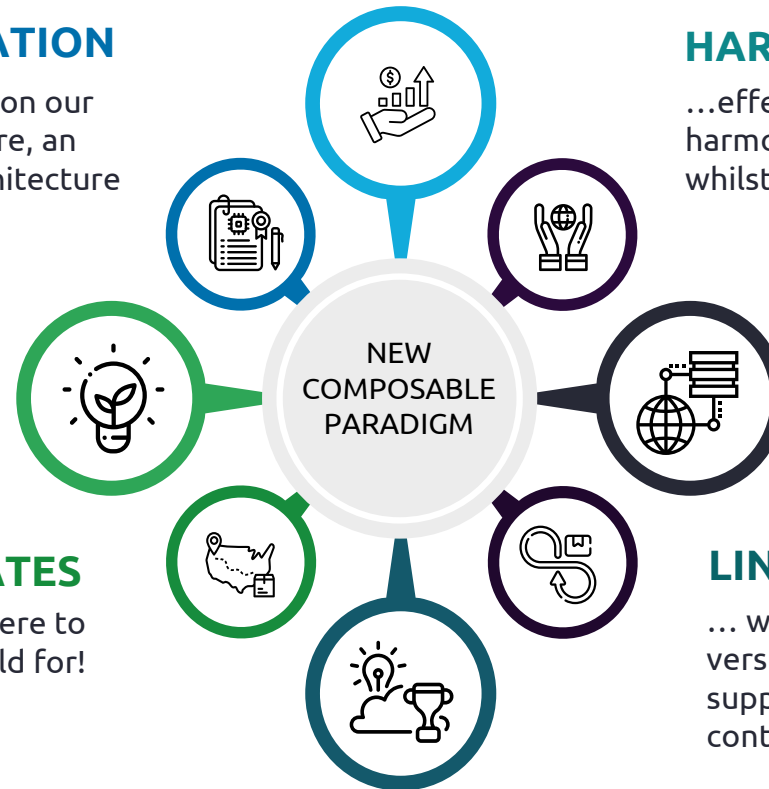 ATION
on our
re, an
hitecture
HAR
…effe
harmo
whilst
NEW
COMPOSABLE
PARADIGM
ATES
ere to
ld for!
LIN
… w
vers
supp
cont
$